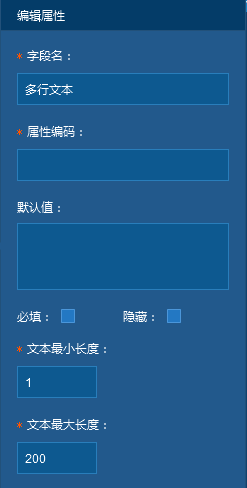 编辑属性
* 字段名：
多行文本
* 属性编码：
默认值：
必填： 隐藏：
* 文本最小长度：
1
* 文本最大长度：
200